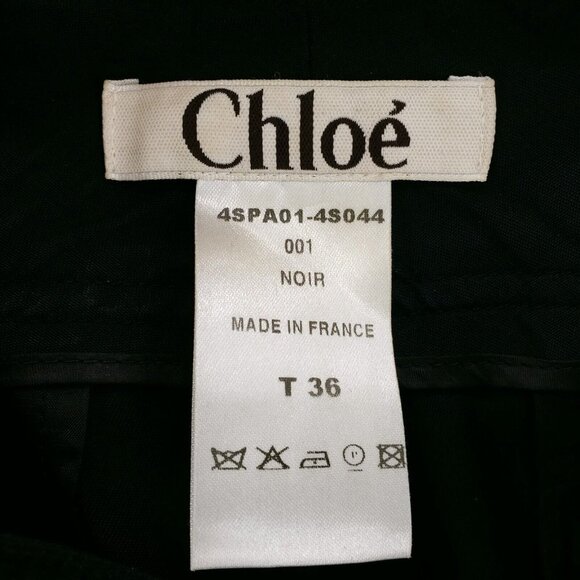 Chloé
4SPA01-4S044
001
NOIR
MADE IN FRANCE
T 36